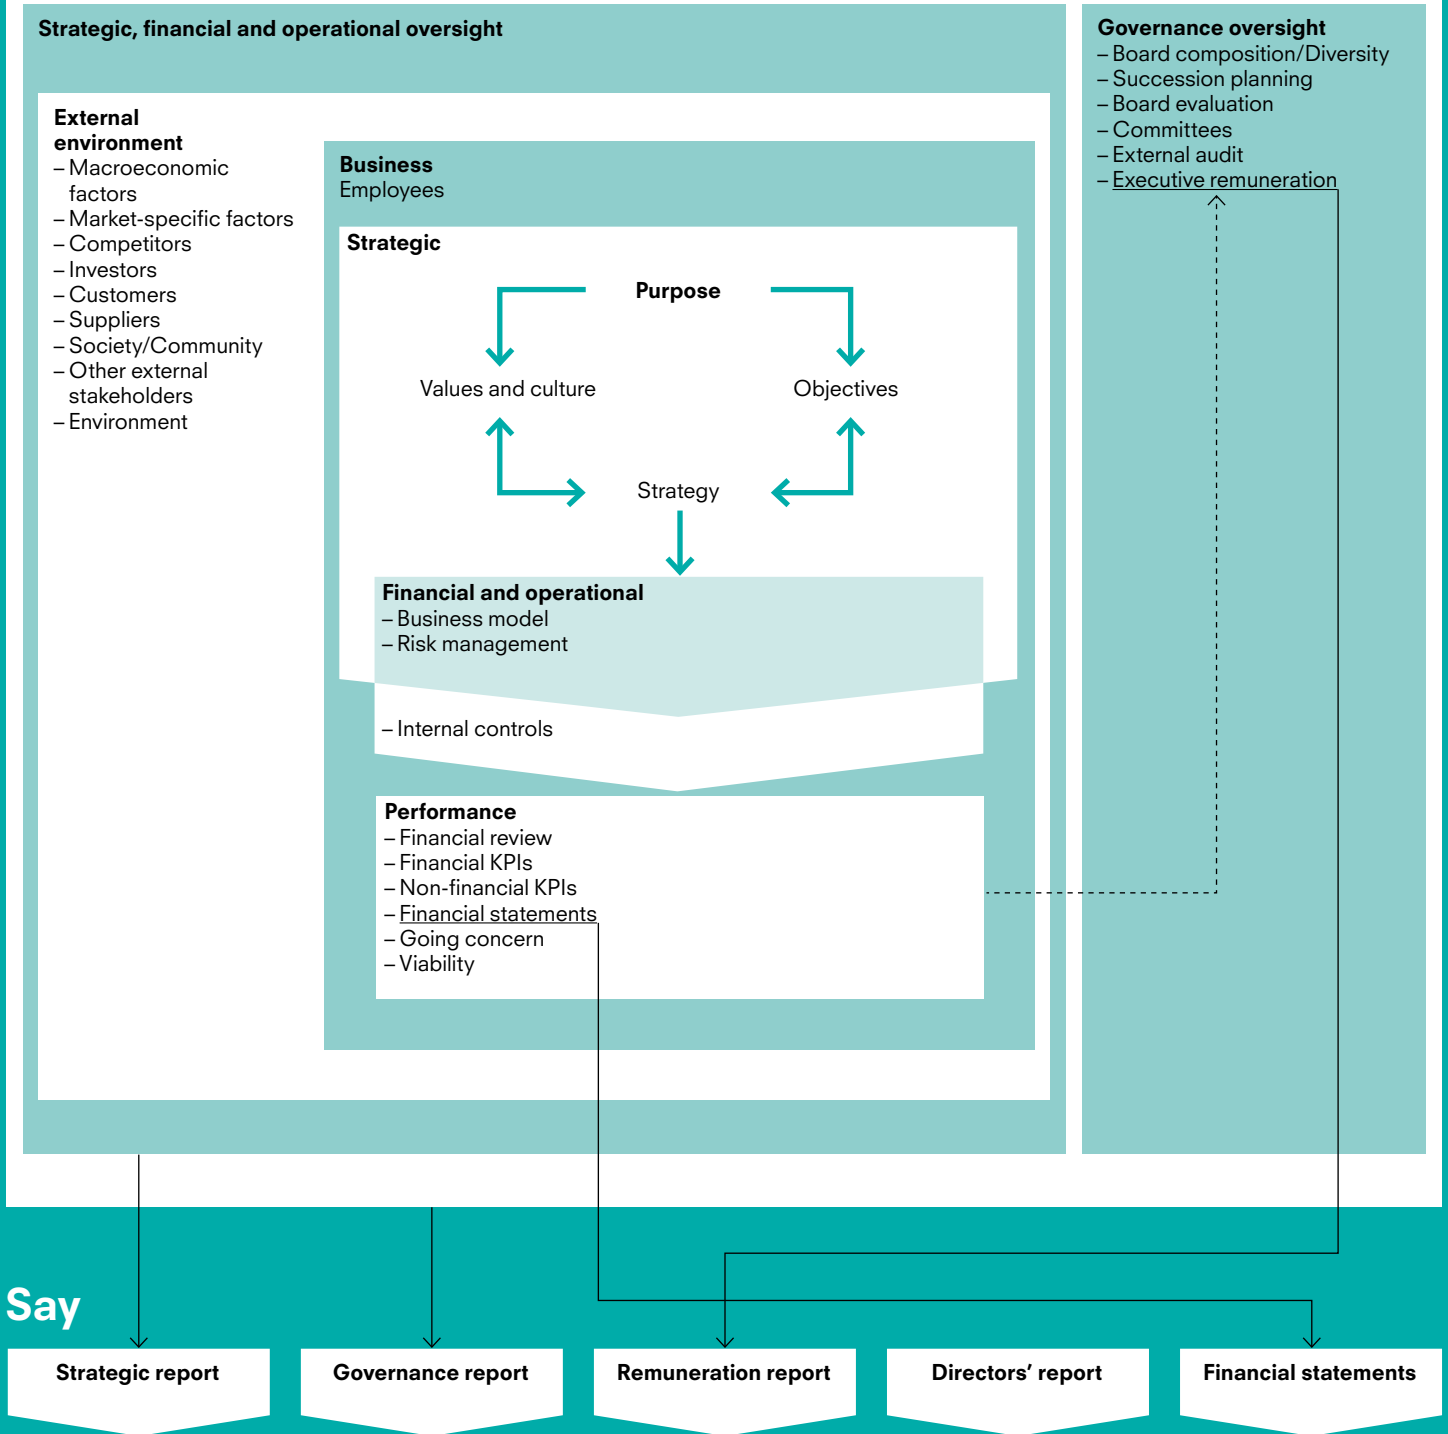 Strategic, financial and operational oversight
External
environment
– Macroeconomic
factors
– Market-specific factors
– Competitors
– Investors
– Customers
– Suppliers
– Society/Community
– Other external
stakeholders
– Environment
Business
Employees
Strategic
Purpose
Values and culture
Objectives
Strategy
Financial and operational
– Business model
– Risk management
– Internal controls
Performance
– Financial review
– Financial KPIs
– Non-financial KPIs
– Financial statements
– Going concern
– Viability
Governance oversight
– Board composition/Diversity
– Succession planning
– Board evaluation
– Committees
– External audit
– Executive remuneration
Say
Strategic report
Governance report
Remuneration report
Directors’ report
Financial statements